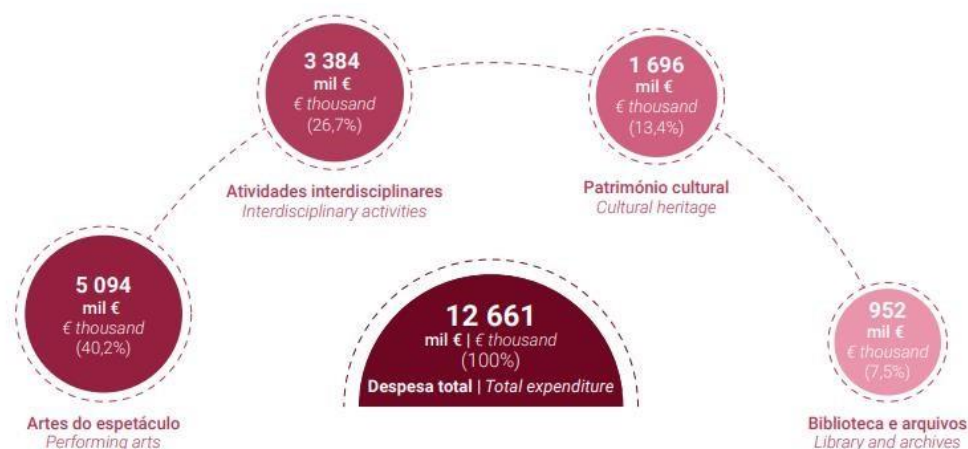 3 384
mil €
€ thousand
(26,7%)
Atividades interdisciplinares
Interdisciplinary activities
1 696
mil €
€ thousand
(13,4%)
Património cultural
Cultural heritage
5 094
mil €
€ thousand
(40,2%)
Artes do espetáculo
Performing arts
12 661
mil € | € thousand
(100%)
Despesa total | Total expenditure
952
mil €
€ thousand
(7,5%)
Biblioteca e arquivos
Library and archives